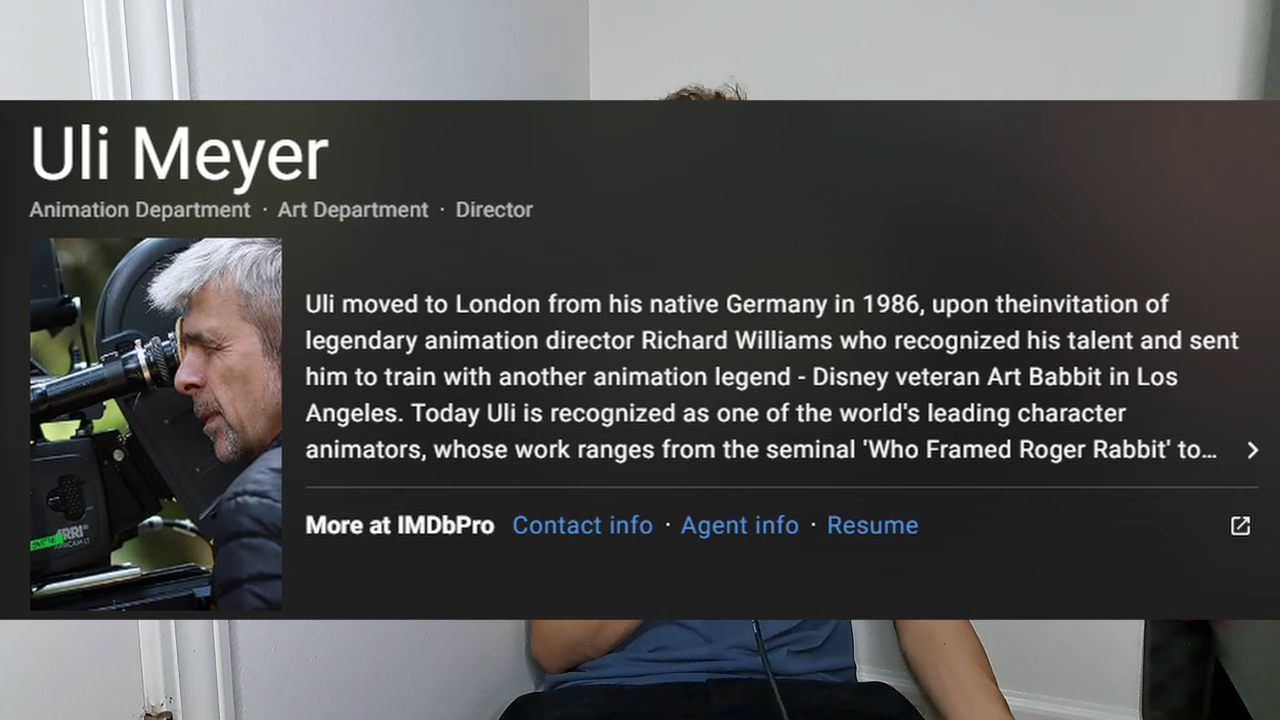 Uli Meyer
Animation Department · Art Department · Director
Uli moved to London from his native Germany in 1986, upon theinvitation of
legendary animation director Richard Williams who recognized his talent and sent
him to train with another animation legend - Disney veteran Art Babbit in Los
Angeles. Today Uli is recognized as one of the world's leading character
animators, whose work ranges from the seminal 'Who Framed Roger Rabbit' to...
More at IMDbPro Contact info · Agent info · Resume
ARRI
ARRICAM LT